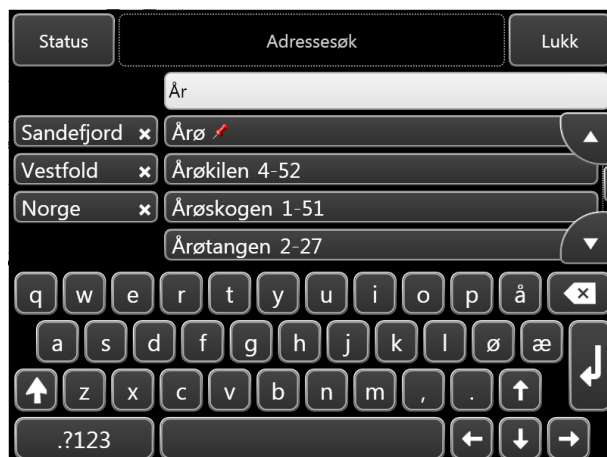 Status Adressesøk Lukk
År
Sandefjord × Årø
Vestfold × Årøkilen 4-52
Norge × Årøskogen 1-51
Årøtangen 2-27
q w e r t y u i o p å
a s d f g h j k l ø æ
z x c v b n m , .
.?123